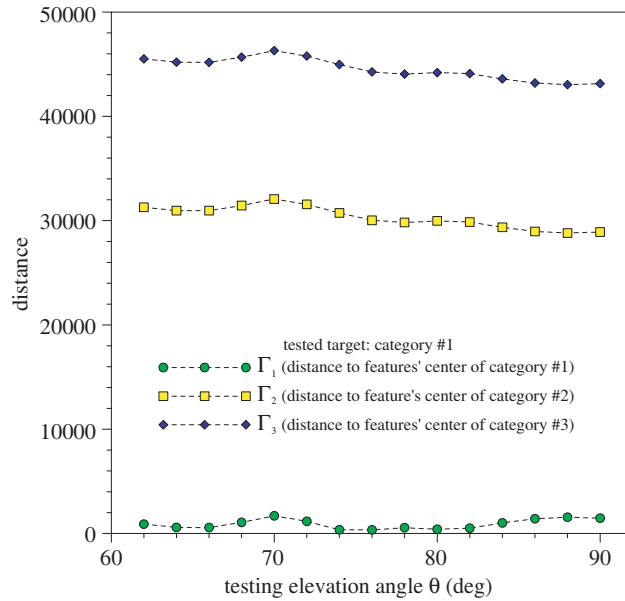 50000
40000
30000
20000
10000
0
distance
tested target: category #1
Γ₁ (distance to features' center of category #1)
Γ₂ (distance to feature's center of category #2)
Γ₃ (distance to features' center of category #3)
60 70 80 90
testing elevation angle θ (deg)